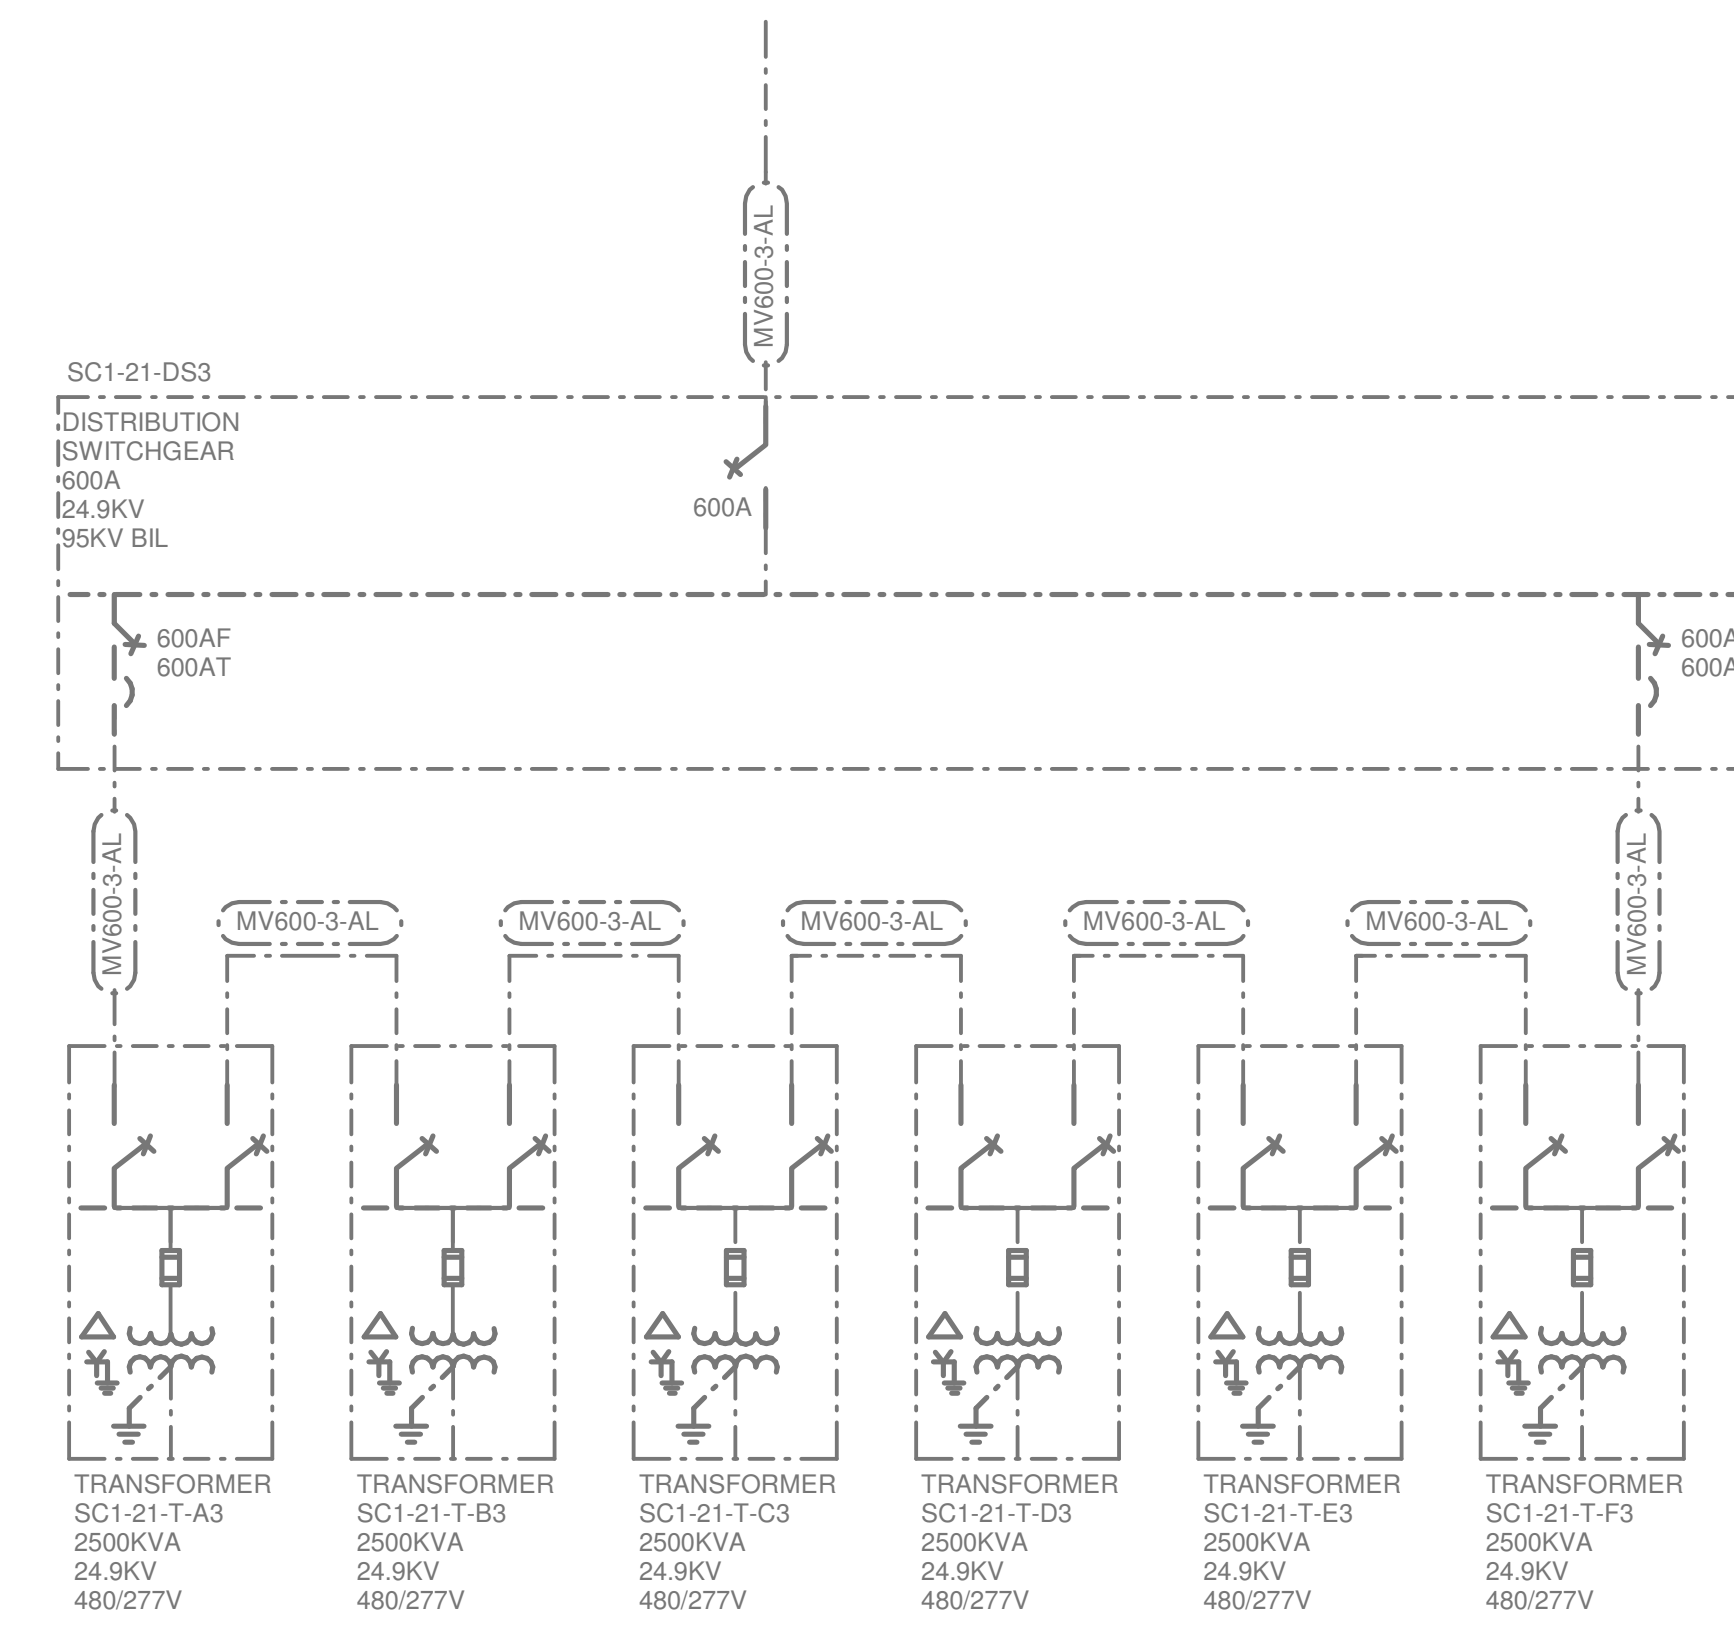 MV600-3-AL
SC1-21-DS3
DISTRIBUTION
SWITCHGEAR
600A
24.9KV
95KV BIL
600A
600AF
600AT
600A
600A
MV600-3-AL
MV600-3-AL
MV600-3-AL
MV600-3-AL
MV600-3-AL
MV600-3-AL
MV600-3-AL
TRANSFORMER
SC1-21-T-A3
2500KVA
24.9KV
480/277V
TRANSFORMER
SC1-21-T-B3
2500KVA
24.9KV
480/277V
TRANSFORMER
SC1-21-T-C3
2500KVA
24.9KV
480/277V
TRANSFORMER
SC1-21-T-D3
2500KVA
24.9KV
480/277V
TRANSFORMER
SC1-21-T-E3
2500KVA
24.9KV
480/277V
TRANSFORMER
SC1-21-T-F3
2500KVA
24.9KV
480/277V